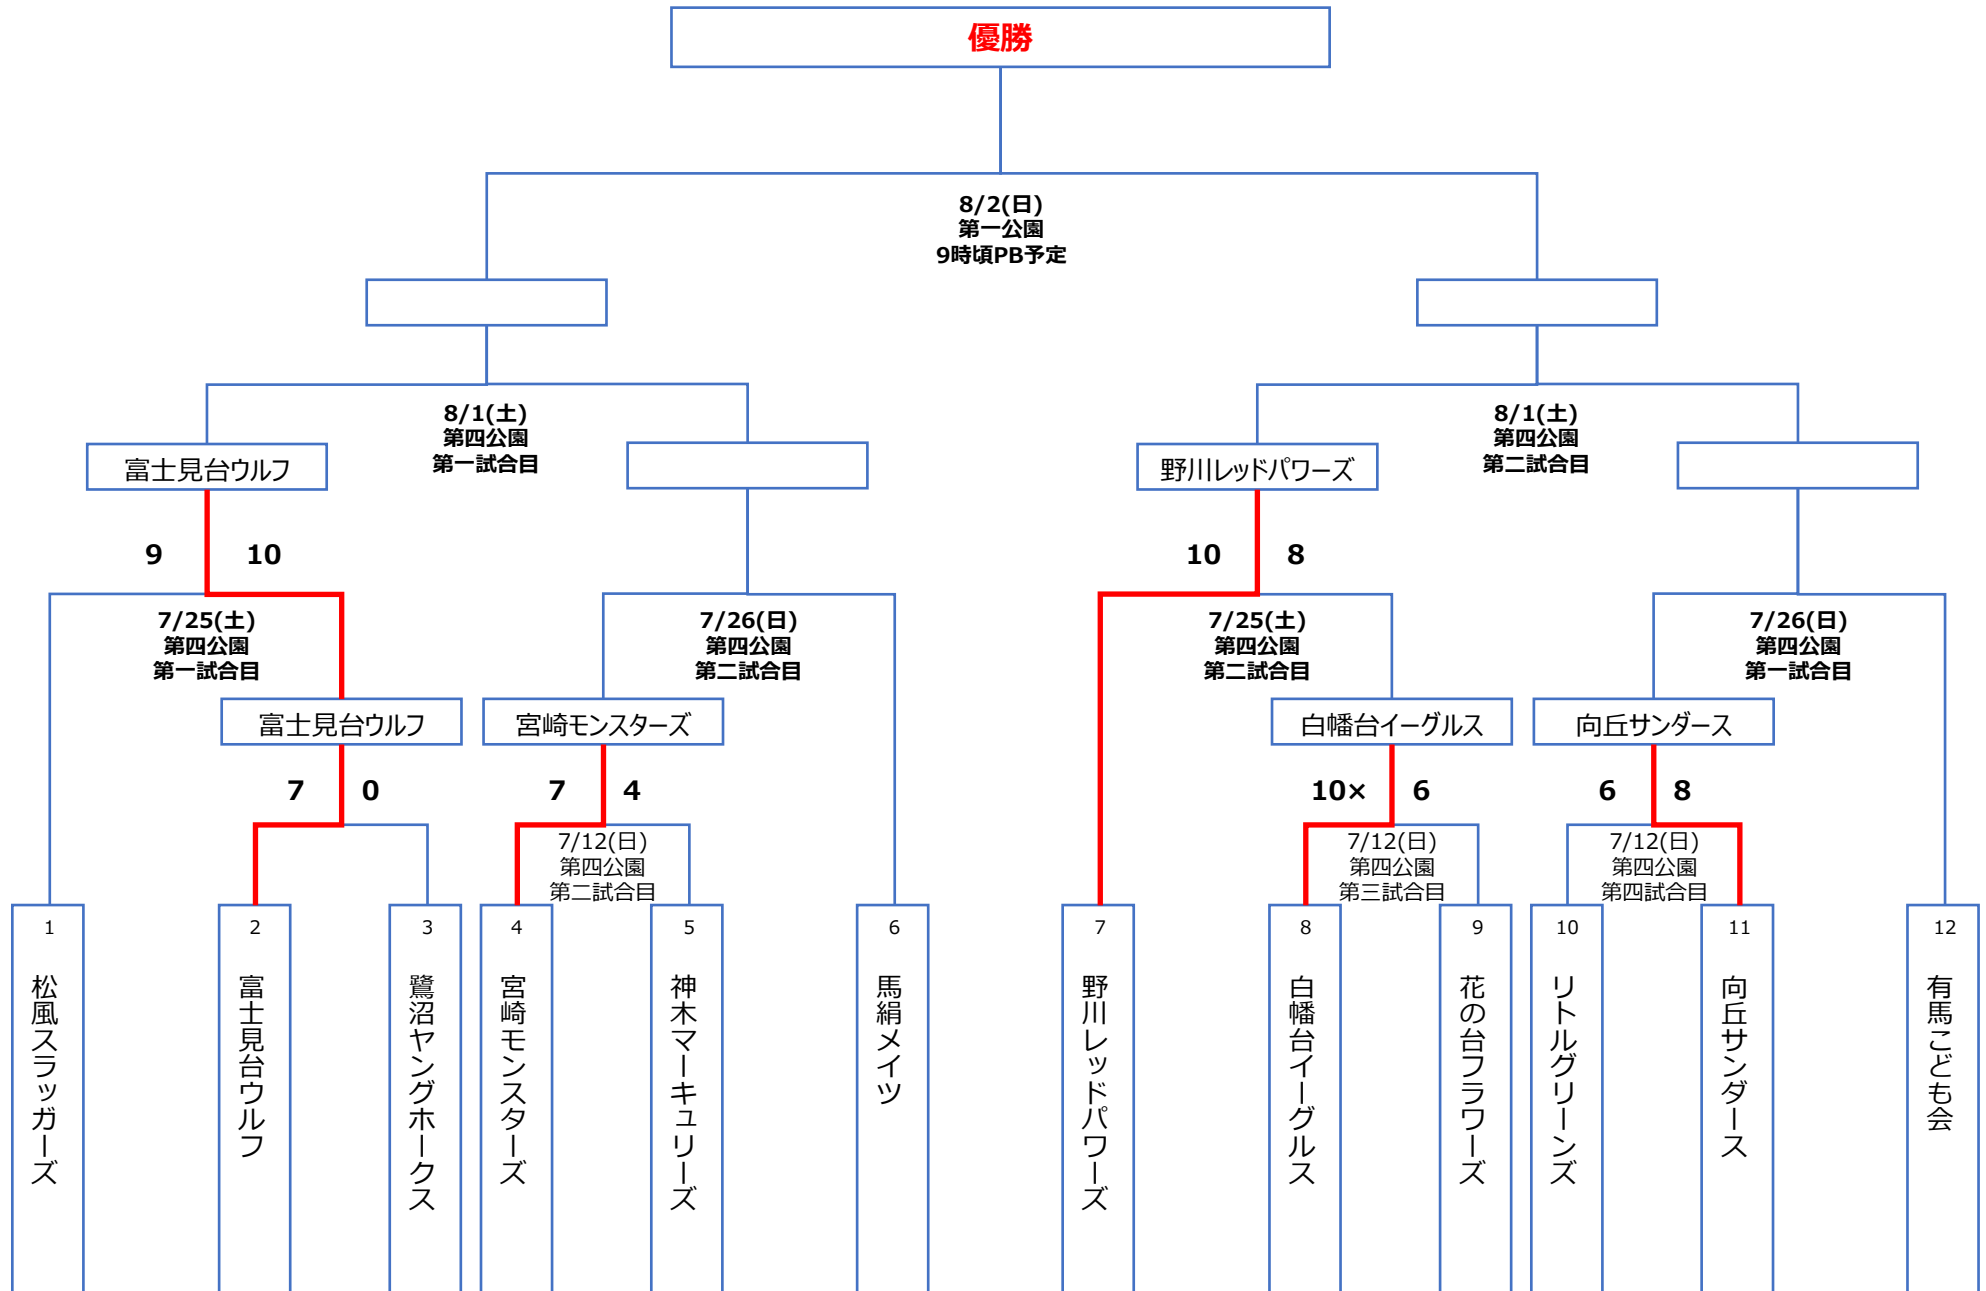 優勝
8/2(日)
第一公園
9時頃PB予定
8/1(土)
第四公園
第一試合目
8/1(土)
第四公園
第二試合目
富士見台ウルフ
野川レッドパワーズ
9 10
10 8
7/25(土)
第四公園
第一試合目
7/26(日)
第四公園
第二試合目
7/25(土)
第四公園
第二試合目
7/26(日)
第四公園
第一試合目
富士見台ウルフ
宮崎モンスターズ
白幡台イーグルス
向丘サンダース
7 0
7 4
10× 6
6 8
7/12(日)
第四公園
第二試合目
7/12(日)
第四公園
第三試合目
7/12(日)
第四公園
第四試合目
1
松風スラッガーズ
2
富士見台ウルフ
3
鷺沼ヤングホークス
4
宮崎モンスターズ
5
神木マーキュリーズ
6
馬絹メイツ
7
野川レッドパワーズ
8
白幡台イーグルス
9
花の台フラワーズ
10
リトルグリーンズ
11
向丘サンダース
12
有馬こども会